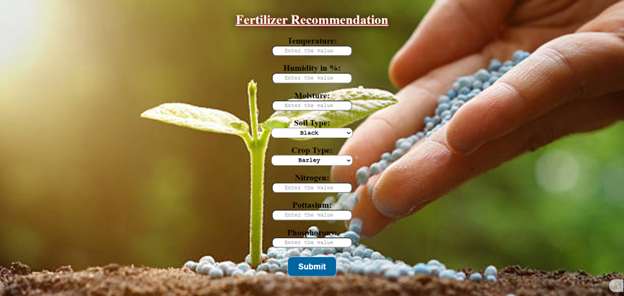 Fertilizer Recommendation
Temperature:
Enter the value
Humidity in %:
Enter the value
Moisture:
Enter the value
Soil Type:
Black
Crop Type:
Barley
Nitrogen:
Enter the value
Pottasium:
Enter the value
Phosphorous:
Enter the value
Submit